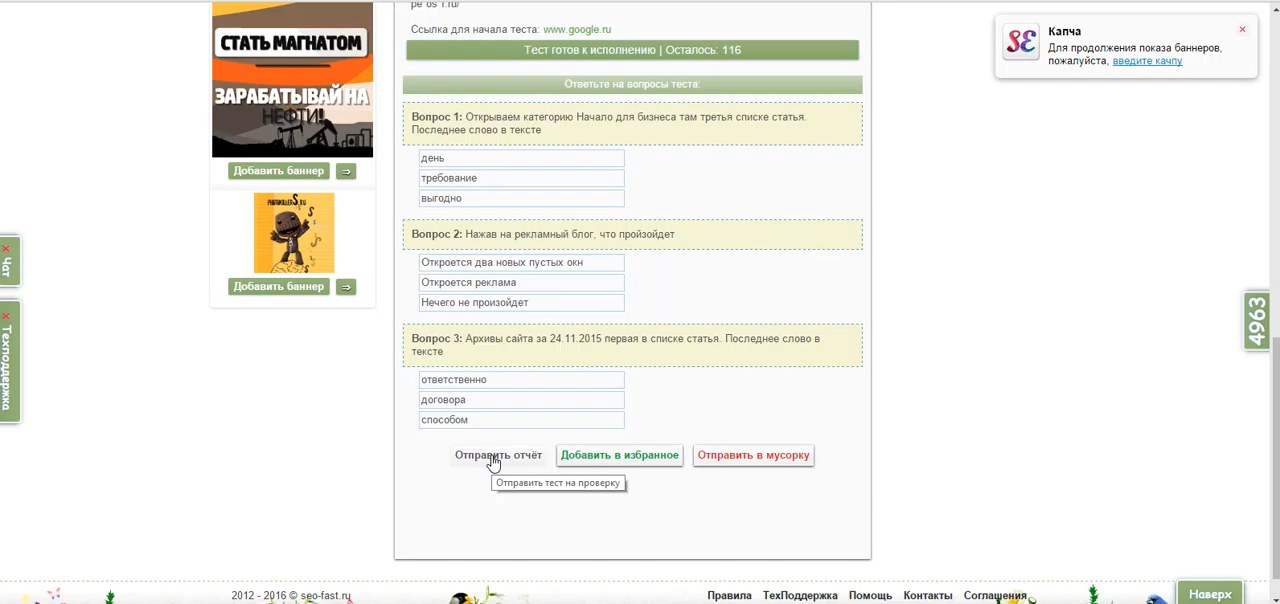 Ссылка для начала теста: www.google.ru
Тест готов к исполнению | Осталось: 116
Ответьте на вопросы теста:
Вопрос 1: Открываем категорию Начало для бизнеса там третья списке статья.
Последнее слово в тексте
день
требование
выгодно
Вопрос 2: Нажав на рекламный блог, что пройзойдет
Откроется два новых пустых окн
Откроется реклама
Нечего не произойдет
Вопрос 3: Архивы сайта за 24.11.2015 первая в списке статья. Последнее слово в
тексте
ответственно
договора
способом
Отправить отчёт
Добавить в избранное
Отправить в мусорку
Отправить тест на проверку
СТАТЬ МАГНАТОМ
ЗАРАБАТЫВАЙ НА
НЕФТИ!
Добавить баннер
⇒
Добавить баннер
⇒
x Чат
x Техподдержка
SE
Капча
x
Для продолжения показа баннеров,
пожалуйста, введите качпу
4963
2012 - 2016 © seo-fast.ru
Правила
ТехПоддержка
Помощь
Контакты
Соглашения
Наверх